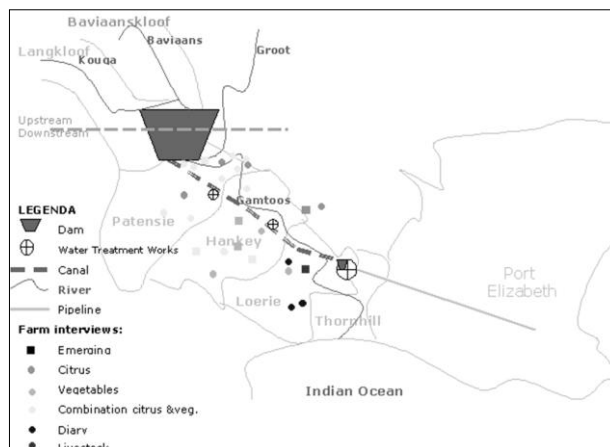 Baviaanskloof
Baviaans
Langkloof
Kouga
Groot
Upstream
Downstream
Gamtoos
LEGENDA
Dam
Patensie
Water Treatment Works
Hankey
Canal
River
Pipeline
Port
Elizabeth
Loerie
Thornhill
Farm interviews:
Emerging
Citrus
Vegetables
Indian Ocean
Combination citrus &veg.
Diary
Livestock